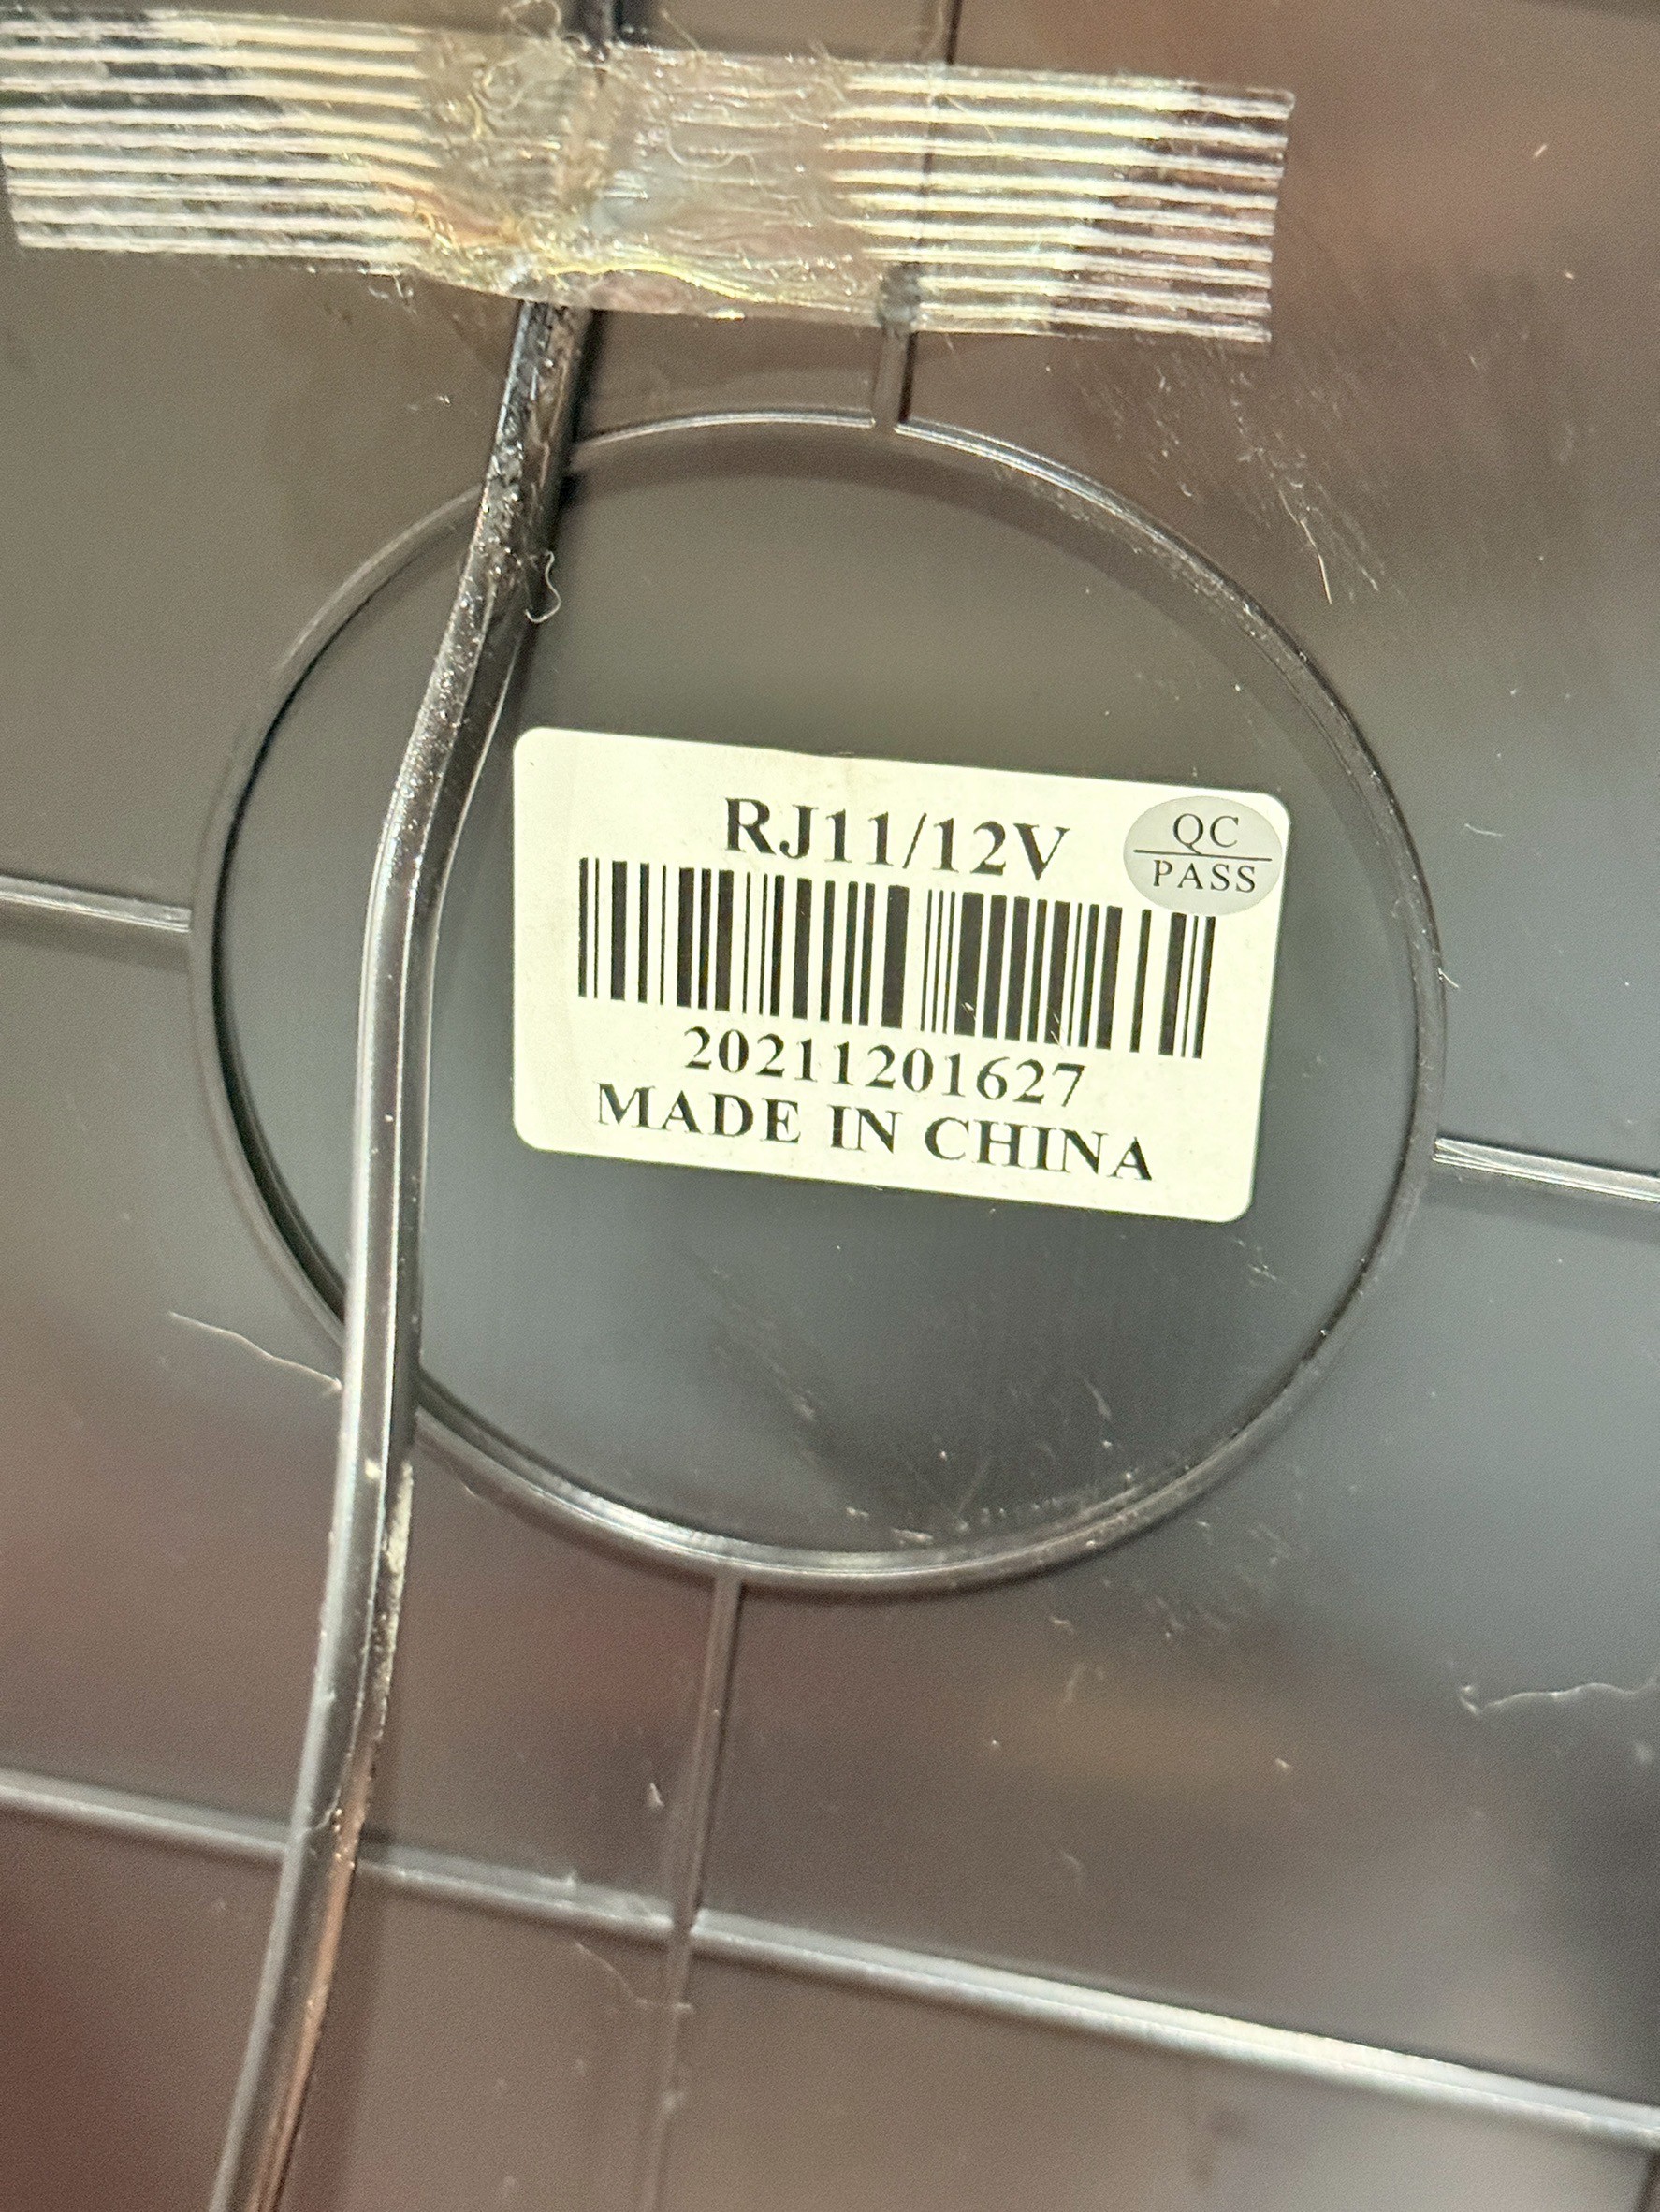 RJ11/12V
QC
PASS
20211201627
MADE IN CHINA